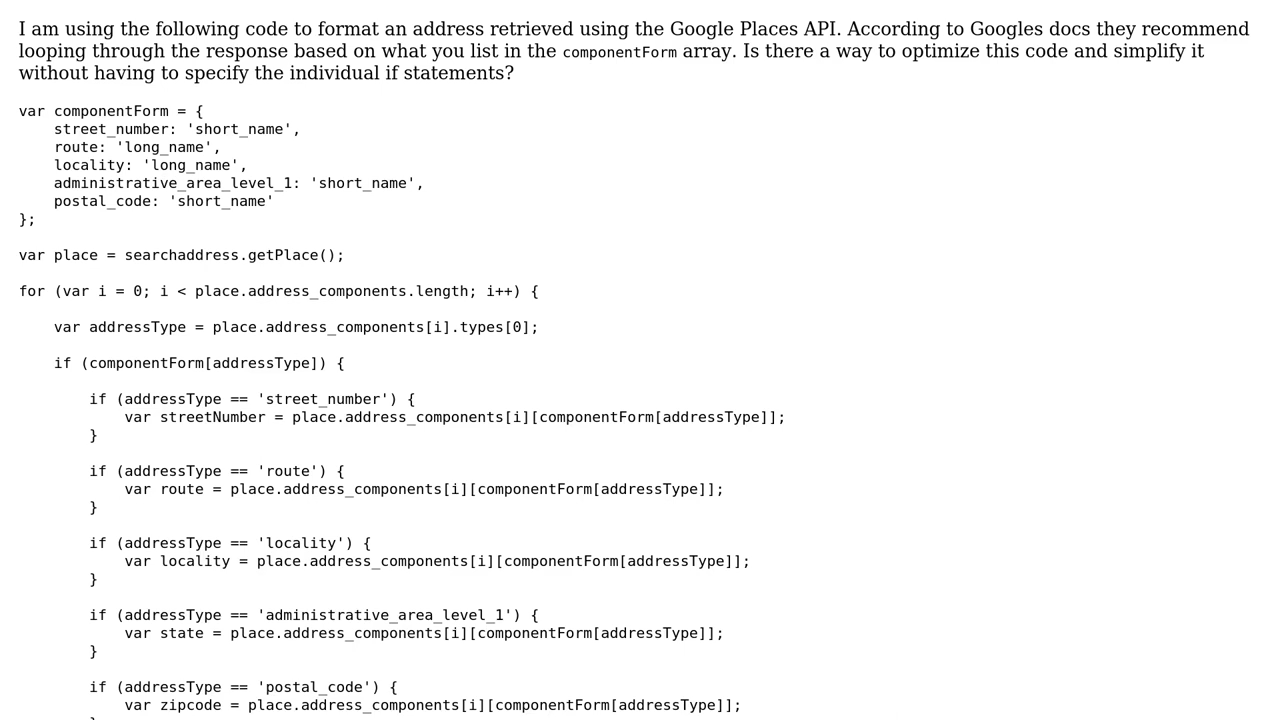 I am using the following code to format an address retrieved using the Google Places API. According to Googles docs they recommend
looping through the response based on what you list in the componentForm array. Is there a way to optimize this code and simplify it
without having to specify the individual if statements?
var componentForm = {
    street_number: 'short_name',
    route: 'long_name',
    locality: 'long_name',
    administrative_area_level_1: 'short_name',
    postal_code: 'short_name'
};
var place = searchaddress.getPlace();
for (var i = 0; i < place.address_components.length; i++) {
    var addressType = place.address_components[i].types[0];
    if (componentForm[addressType]) {
        if (addressType == 'street_number') {
            var streetNumber = place.address_components[i][componentForm[addressType]];
        }
        if (addressType == 'route') {
            var route = place.address_components[i][componentForm[addressType]];
        }
        if (addressType == 'locality') {
            var locality = place.address_components[i][componentForm[addressType]];
        }
        if (addressType == 'administrative_area_level_1') {
            var state = place.address_components[i][componentForm[addressType]];
        }
        if (addressType == 'postal_code') {
            var zipcode = place.address_components[i][componentForm[addressType]];